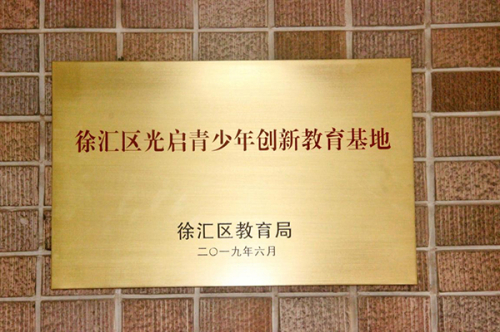 徐汇区光启青少年创新教育基地
徐汇区教育局
二〇一九年六月